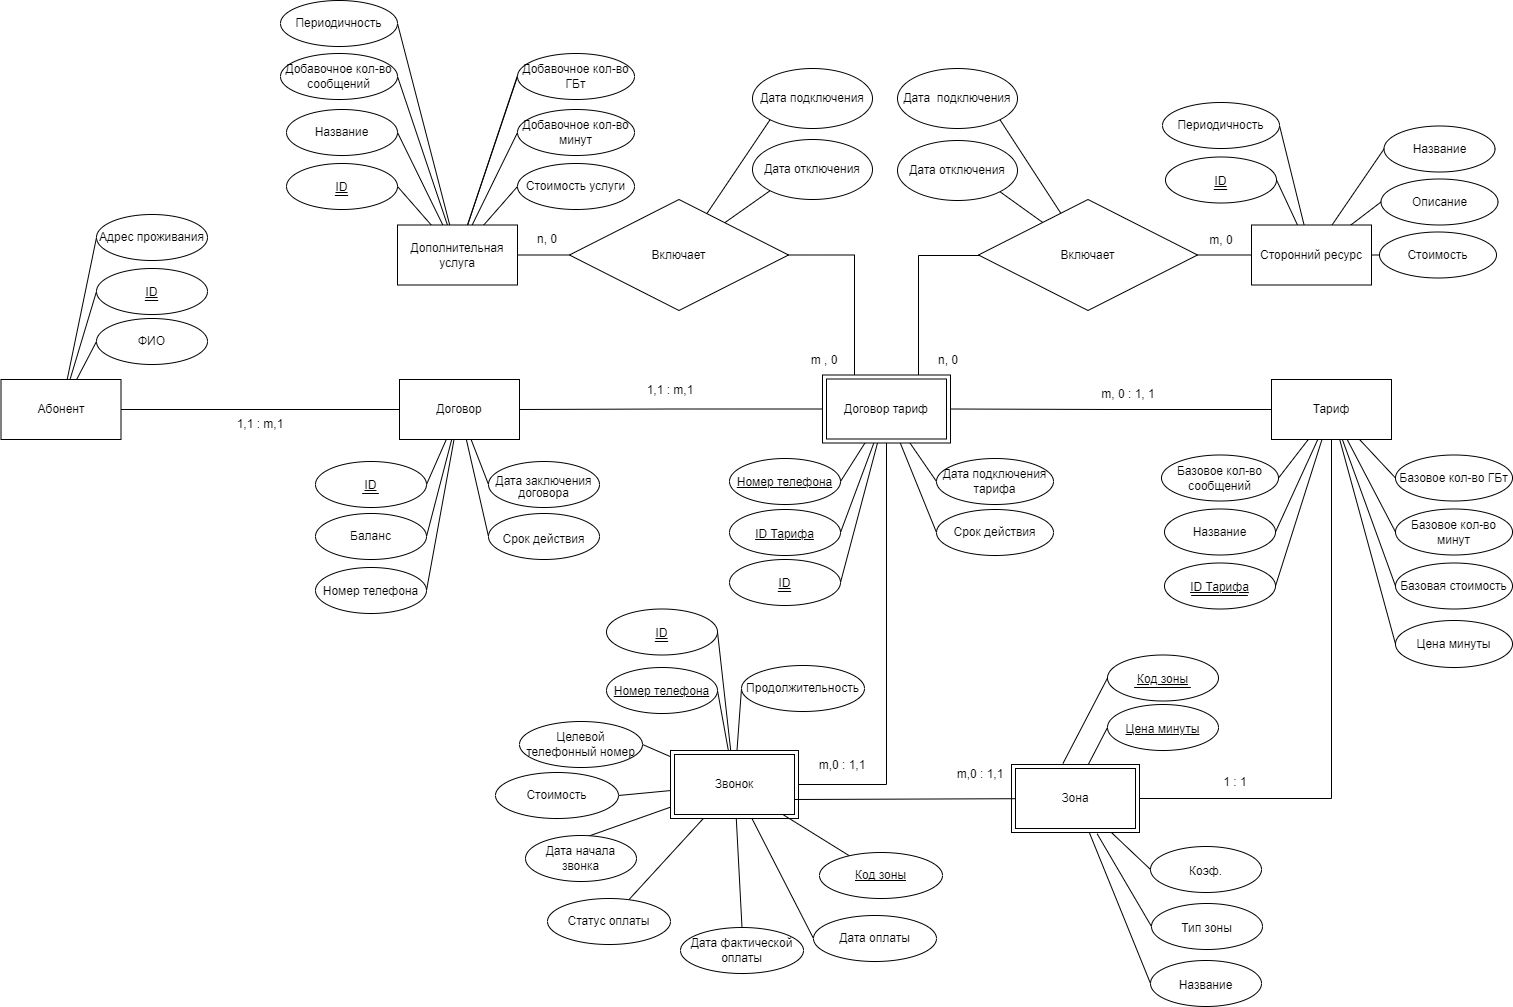 Периодичность
Добавочное кол-во
сообщений
Название
ID
Добавочное кол-во
ГБт
Добавочное кол-во
минут
Стоимость услуги
Дата подключения
Дата отключения
Дата  подключения
Дата отключения
Периодичность
ID
Название
Описание
Стоимость
Дополнительная
услуга
n, 0
Включает
Включает
m, 0
Сторонний ресурс
Адрес проживания
ID
ФИО
m , 0
n, 0
Абонент
1,1 : m,1
Договор
1,1 : m,1
Договор тариф
m, 0 : 1, 1
Тариф
ID
Баланс
Номер телефона
Дата заключения
договора
Срок действия
Номер телефона
ID Тарифа
ID
Дата подключения
тарифа
Срок действия
Базовое кол-во
сообщений
Название
ID Тарифа
Базовое кол-во ГБт
Базовое кол-во
минут
Базовая стоимость
Цена минуты
ID
Номер телефона
Продолжительность
Целевой
телефонный номер
Стоимость
Дата начала
звонка
Статус оплаты
Дата фактической
оплаты
Дата оплаты
Код зоны
Звонок
m,0 : 1,1
m,0 : 1,1
Код зоны
Цена минуты
Зона
1 : 1
Коэф.
Тип зоны
Название